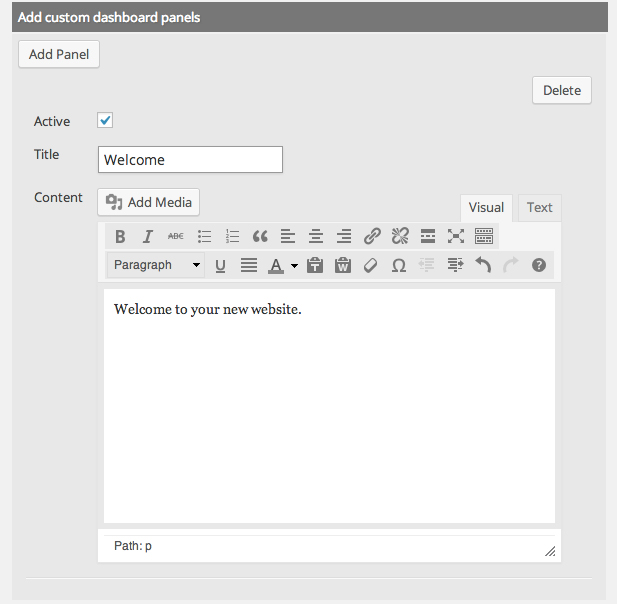 Add custom dashboard panels
Add Panel
Delete
Active
Title
Welcome
Content
Add Media
Visual Text
B I ABC
Paragraph U A T W Ω ?
Welcome to your new website.
Path: p